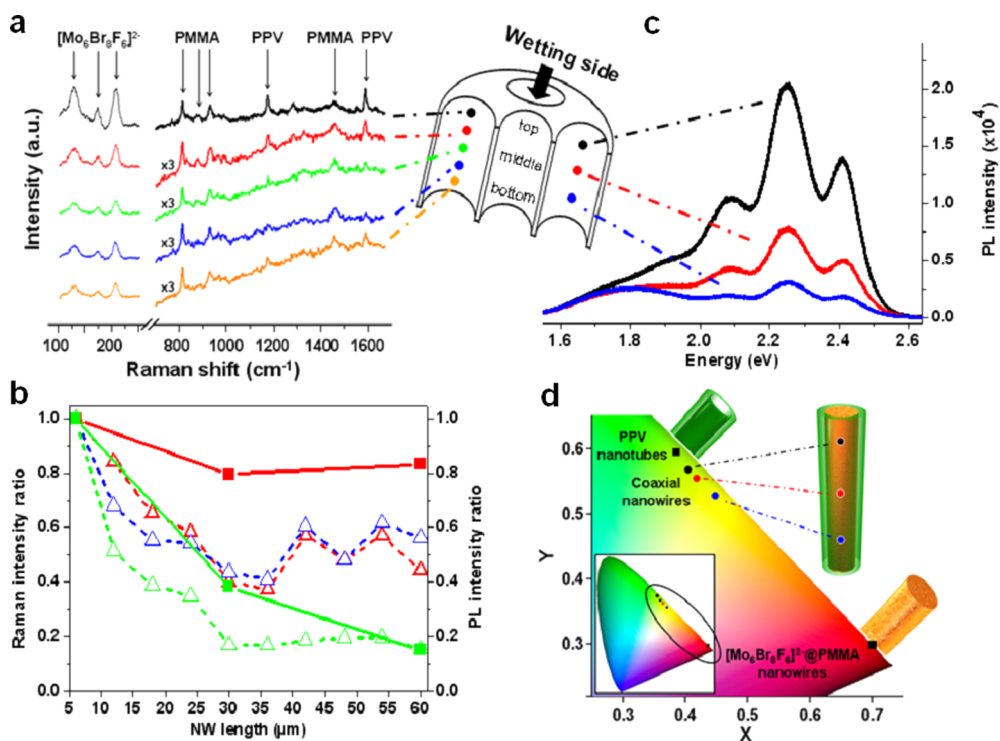 a
[Mo6Br8F6]2-
PMMA
PPV
PMMA
PPV
Intensity (a.u.)
x3
x3
x3
x3
100
200
800
1000
1200
1400
1600
Raman shift (cm-1)
Wetting side
top
middle
bottom
c
2.0
1.5
1.0
0.5
0.0
PL intensity (x10⁴)
1.6
1.8
2.0
2.2
2.4
2.6
Energy (eV)
b
1.0
0.8
0.6
0.4
0.2
0.0
Raman intensity ratio
1.0
0.8
0.6
0.4
0.2
0.0
PL intensity ratio
5
10
15
20
25
30
35
40
45
50
55
60
NW length (µm)
d
0.6
0.5
0.4
0.3
Y
PPV
nanotubes
Coaxial
nanowires
[Mo6Br8F6]2-@PMMA
nanowires
0.3
0.4
0.5
0.6
0.7
X